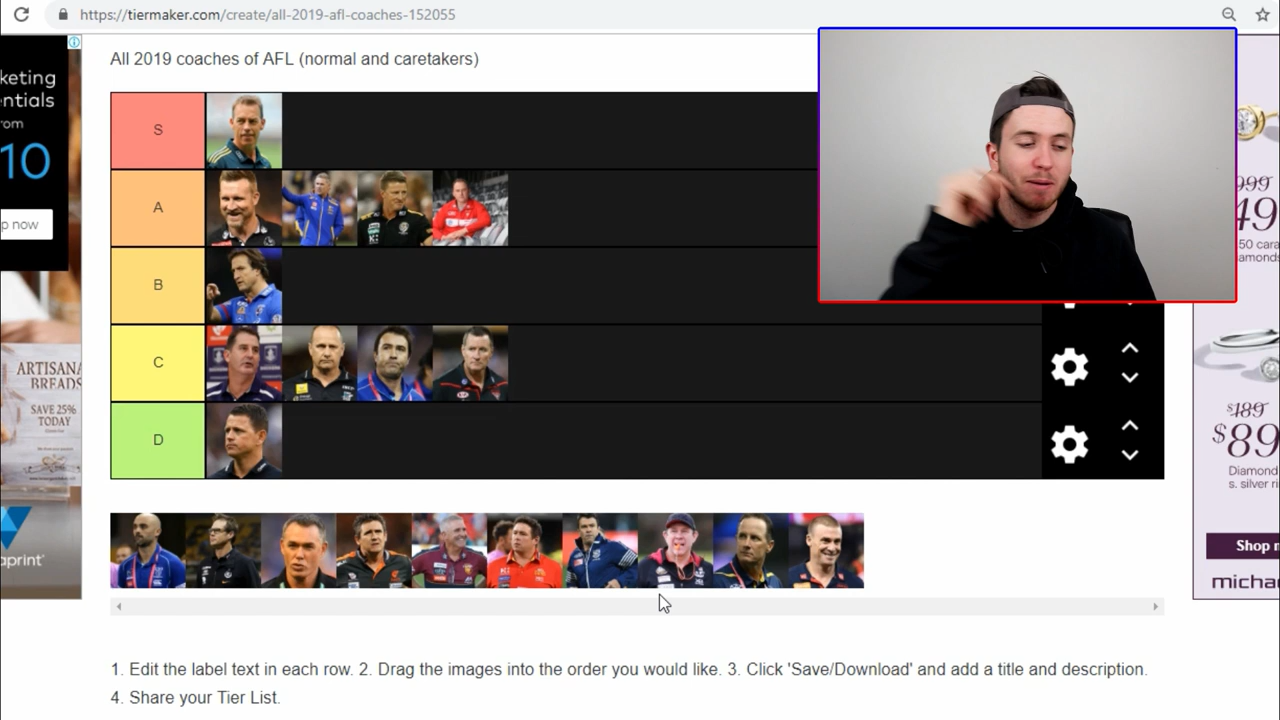 https://tiermaker.com/create/all-2019-afl-coaches-152055
All 2019 coaches of AFL (normal and caretakers)
keting
entials
rom
10
p now
S
A
B
C
D
ARTISANA
BREADS
SAVE 25%
TODAY
aprint®
999
49
50 cara
amonds
$189
$89
Diamond
s. silver ri
Shop n
michae
1. Edit the label text in each row. 2. Drag the images into the order you would like. 3. Click 'Save/Download' and add a title and description.
4. Share your Tier List.